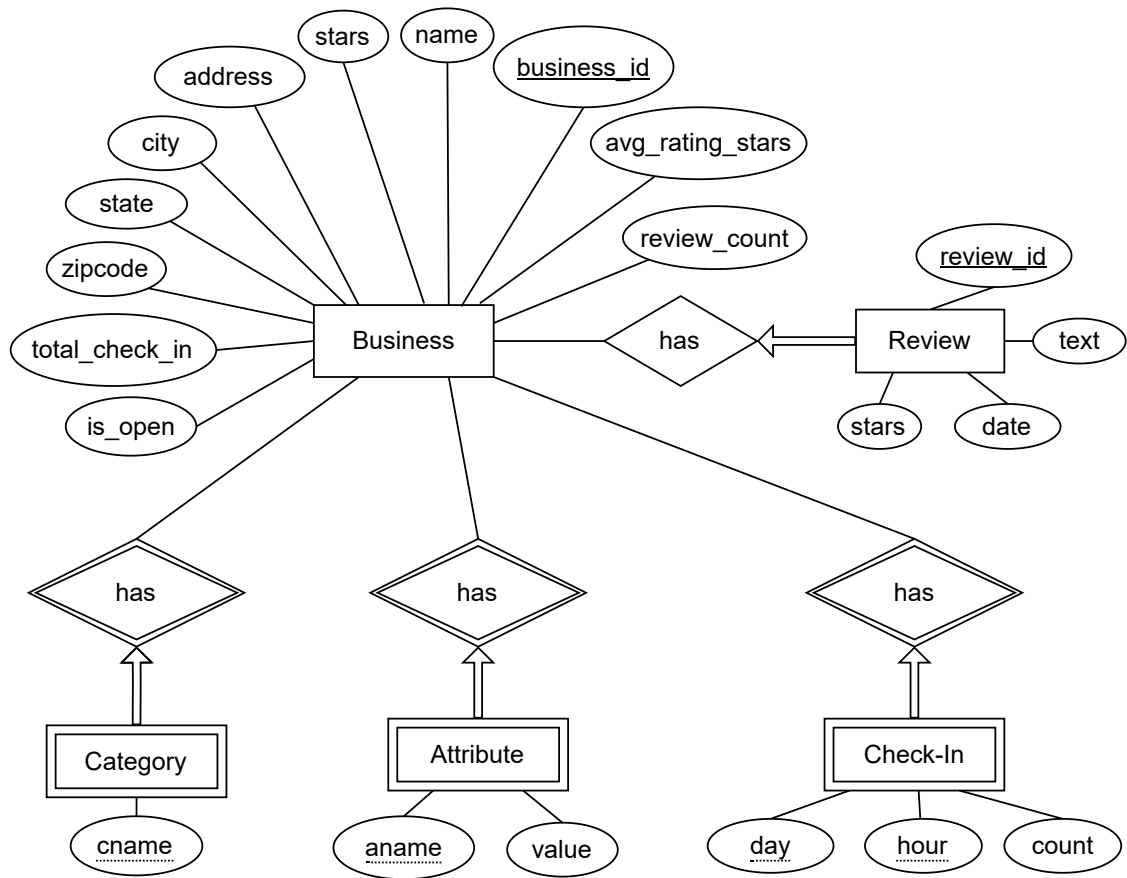 stars
name
business_id
address
avg_rating_stars
city
state
review_count
review_id
zipcode
total_check_in
Business
has
Review
text
is_open
stars
date
has
has
has
Category
Attribute
Check-In
cname
aname
value
day
hour
count